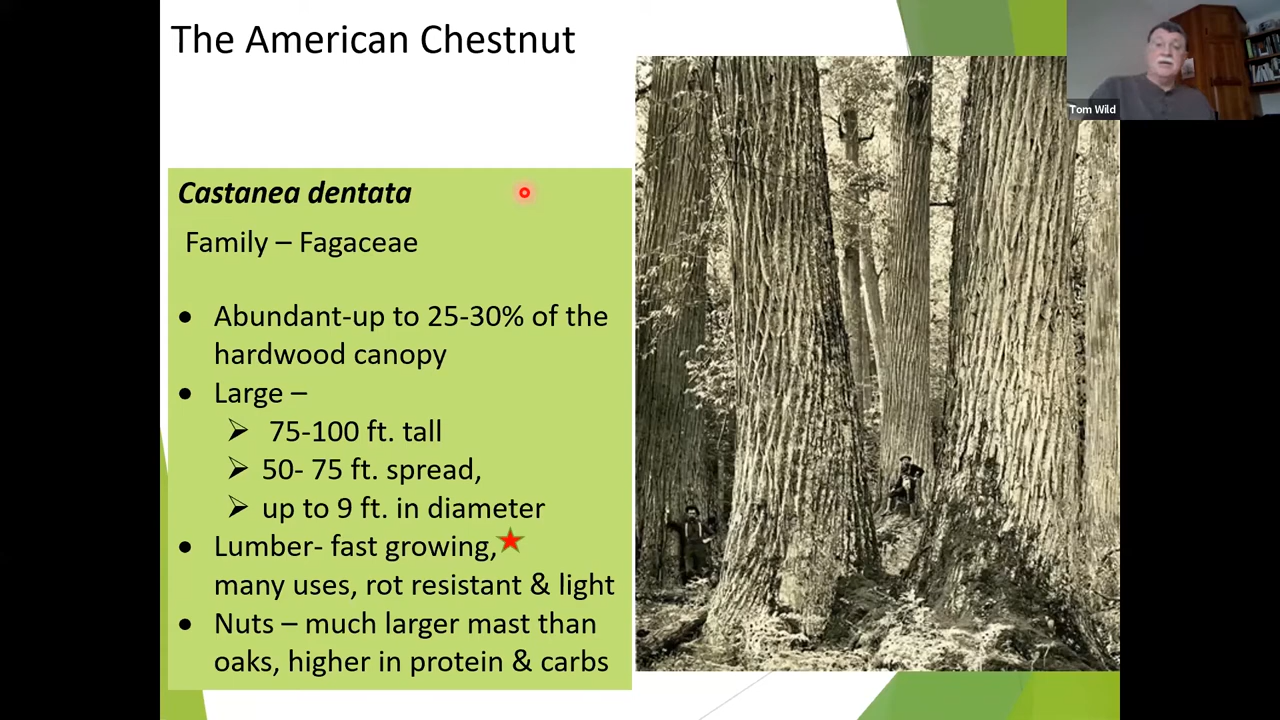 The American Chestnut
Tom Wild
Castanea dentata
Family – Fagaceae
• Abundant-up to 25-30% of the
hardwood canopy
• Large –
➢ 75-100 ft. tall
➢ 50- 75 ft. spread,
➢ up to 9 ft. in diameter
• Lumber- fast growing,
many uses, rot resistant & light
• Nuts – much larger mast than
oaks, higher in protein & carbs